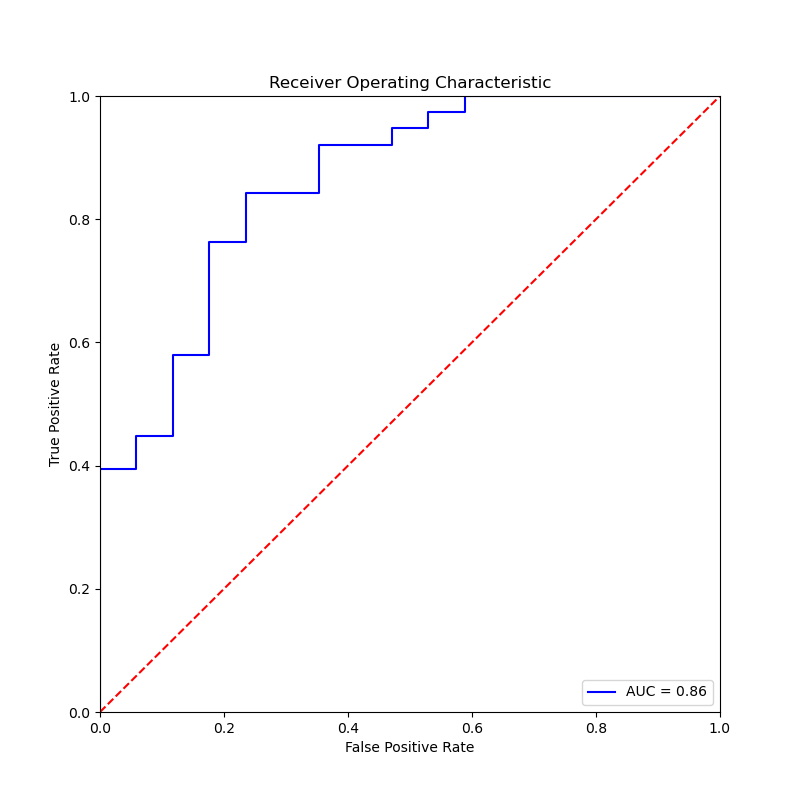 Receiver Operating Characteristic
1.0
0.8
0.6
0.4
0.2
0.0
True Positive Rate
AUC = 0.86
0.0 0.2 0.4 0.6 0.8 1.0
False Positive Rate